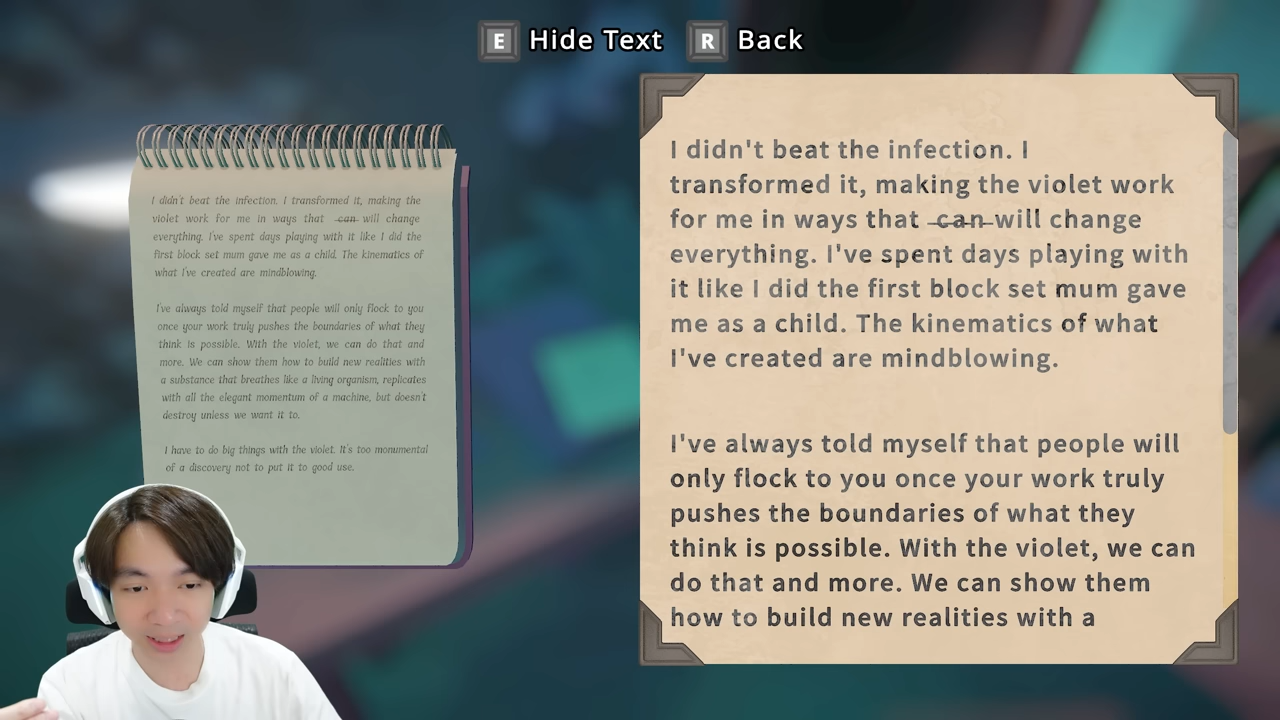 E Hide Text R Back
I didn't beat the infection. I transformed it, making the
violet work for me in ways that can will change
everything. I've spent days playing with it like I did the
first block set mum gave me as a child. The kinematics of
what I've created are mindblowing.
I've always told myself that people will only flock to you
once your work truly pushes the boundaries of what they
think is possible. With the violet, we can do that and
more. We can show them how to build new realities with
a substance that breathes like a living organism, replicates
with all the elegant momentum of a machine, but doesn't
destroy unless we want it to.
I have to do big things with the violet. It's too monumental
of a discovery not to put it to good use.
I didn't beat the infection. I
transformed it, making the violet work
for me in ways that can will change
everything. I've spent days playing with
it like I did the first block set mum gave
me as a child. The kinematics of what
I've created are mindblowing.
I've always told myself that people will
only flock to you once your work truly
pushes the boundaries of what they
think is possible. With the violet, we can
do that and more. We can show them
how to build new realities with a